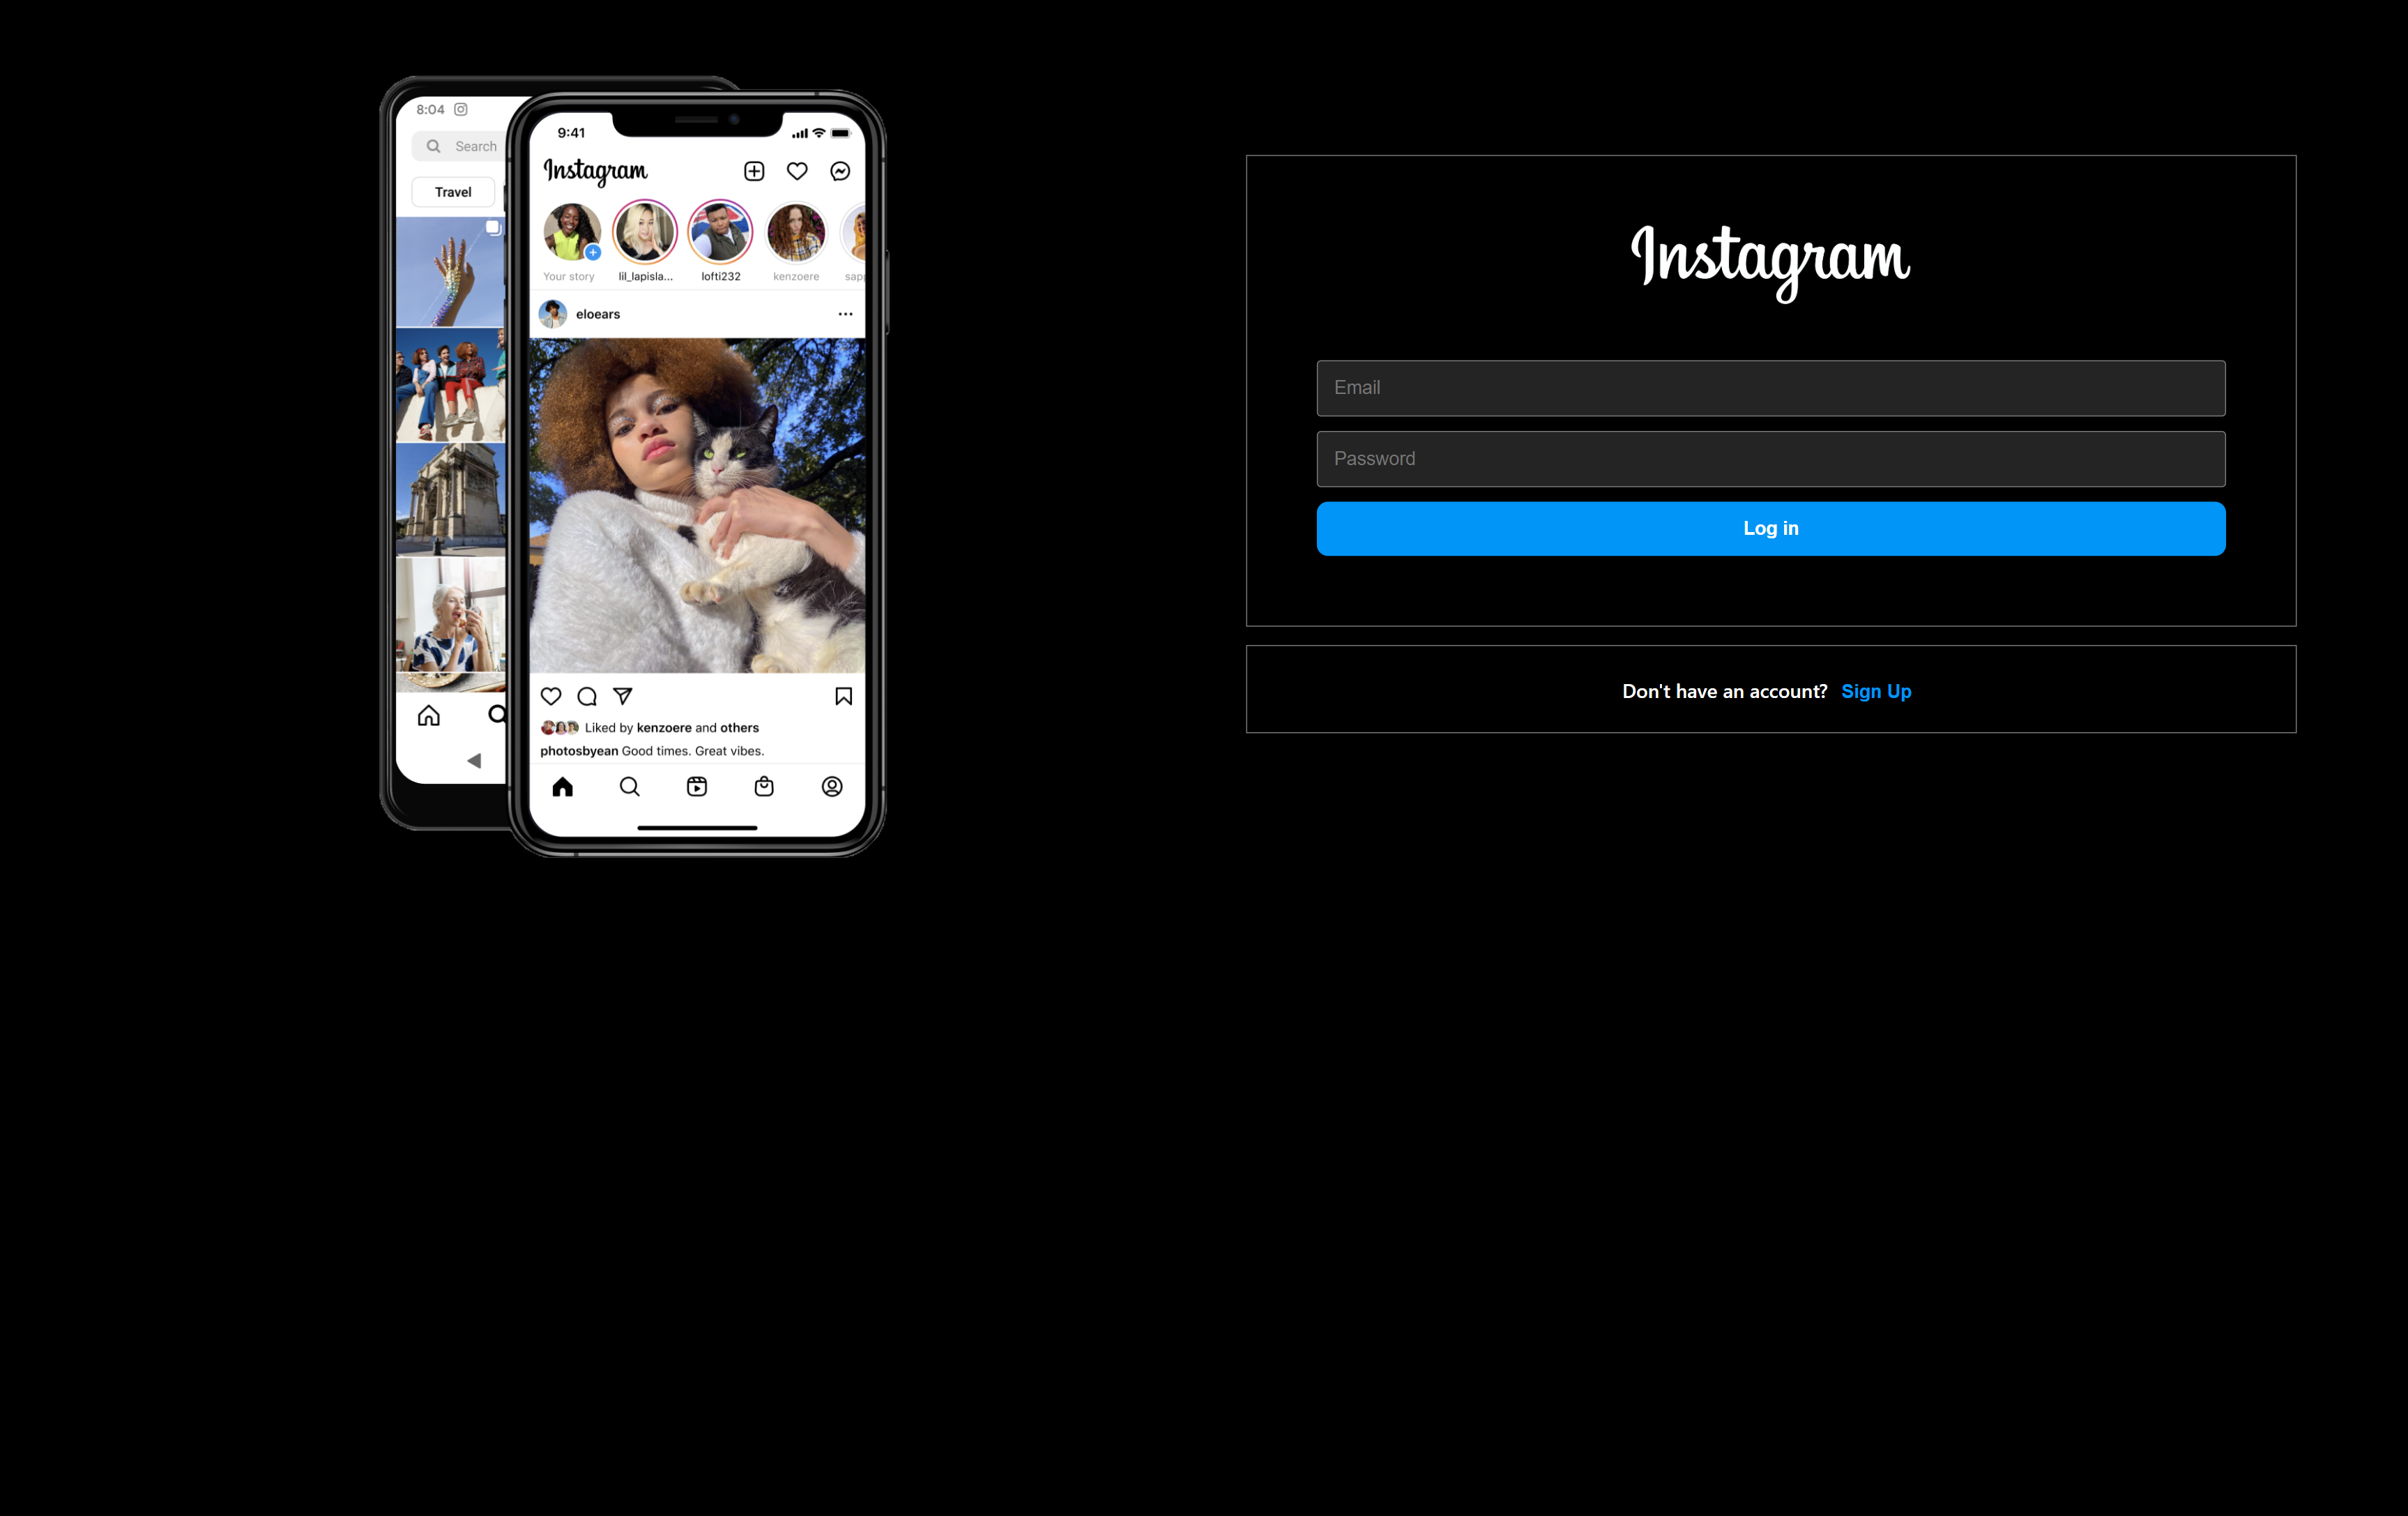 8:04
Search
Travel
9:41
Instagram
Your story
lil_lapisla...
lofti232
kenzoere
eloears
Liked by kenzoere and others
photosbyean Good times. Great vibes.
Instagram
Email
Password
Log in
Don't have an account? Sign Up